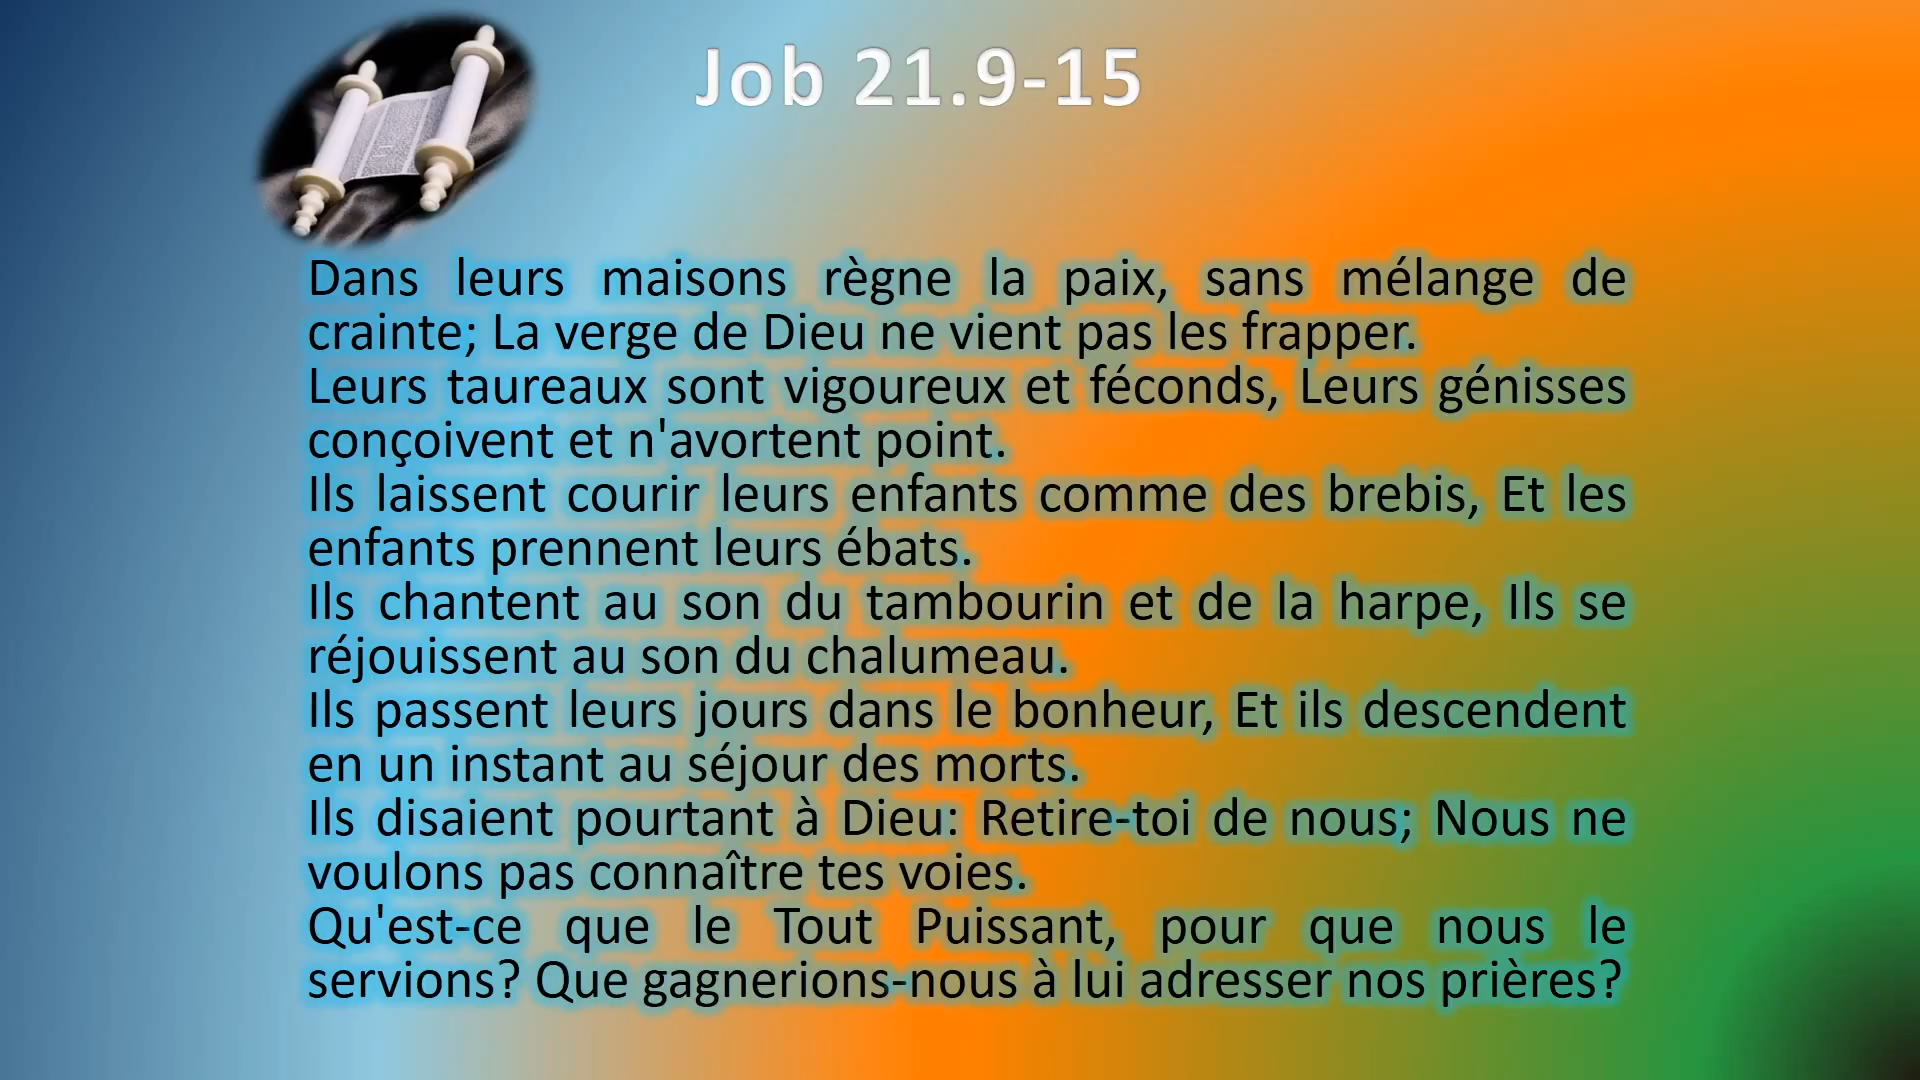 Job 21.9-15
Dans leurs maisons règne la paix, sans mélange de
crainte; La verge de Dieu ne vient pas les frapper.
Leurs taureaux sont vigoureux et féconds, Leurs génisses
conçoivent et n'avortent point.
Ils laissent courir leurs enfants comme des brebis, Et les
enfants prennent leurs ébats.
Ils chantent au son du tambourin et de la harpe, Ils se
réjouissent au son du chalumeau.
Ils passent leurs jours dans le bonheur, Et ils descendent
en un instant au séjour des morts.
Ils disaient pourtant à Dieu: Retire-toi de nous; Nous ne
voulons pas connaître tes voies.
Qu'est-ce que le Tout Puissant, pour que nous le
servions? Que gagnerions-nous à lui adresser nos prières?